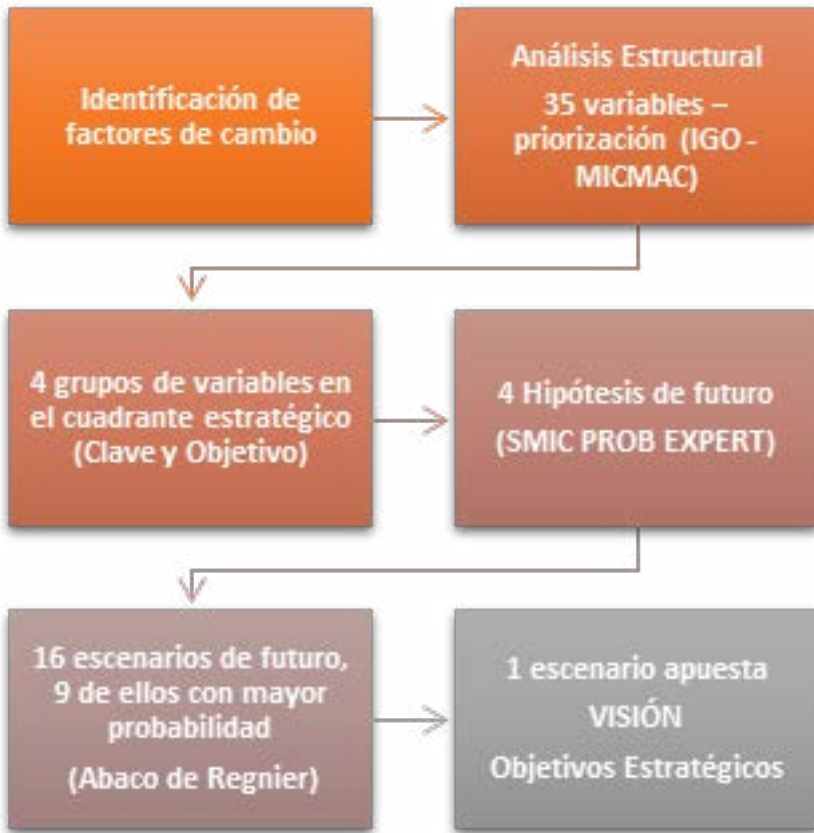 Identificación de
factores de cambio
Análisis Estructural
35 variables –
priorización (IGO -
MICMAC)
4 grupos de variables en
el cuadrante estratégico
(Clave y Objetivo)
4 Hipótesis de futuro
(SMIC PROB EXPERT)
16 escenarios de futuro,
9 de ellos con mayor
probabilidad
(Abaco de Regnier)
1 escenario apuesta
VISIÓN
Objetivos Estratégicos